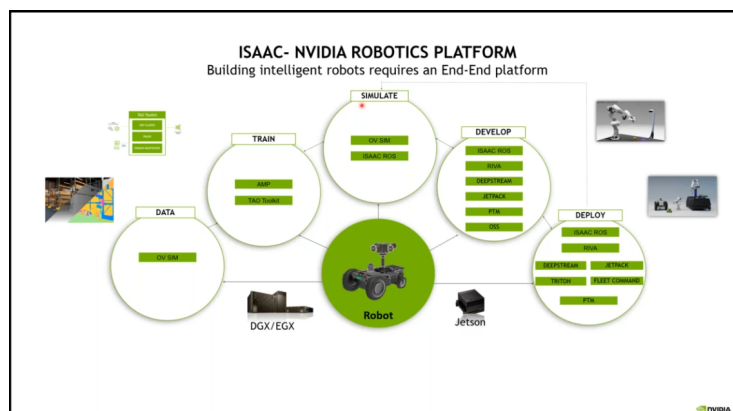 ISAAC- NVIDIA ROBOTICS PLATFORM
Building intelligent robots requires an End-End platform
SIMULATE
OV SIM
ISAAC ROS
TAO Toolkit
TRAIN
AMP
TAO Toolkit
DEVELOP
ISAAC ROS
RIVA
DEEPSTREAM
JETPACK
PTM
OSS
DATA
OV SIM
DEPLOY
ISAAC ROS
RIVA
DEEPSTREAM
JETPACK
TRITON
FLEET COMMAND
PTM
Robot
DGX/EGX
Jetson
NVIDIA